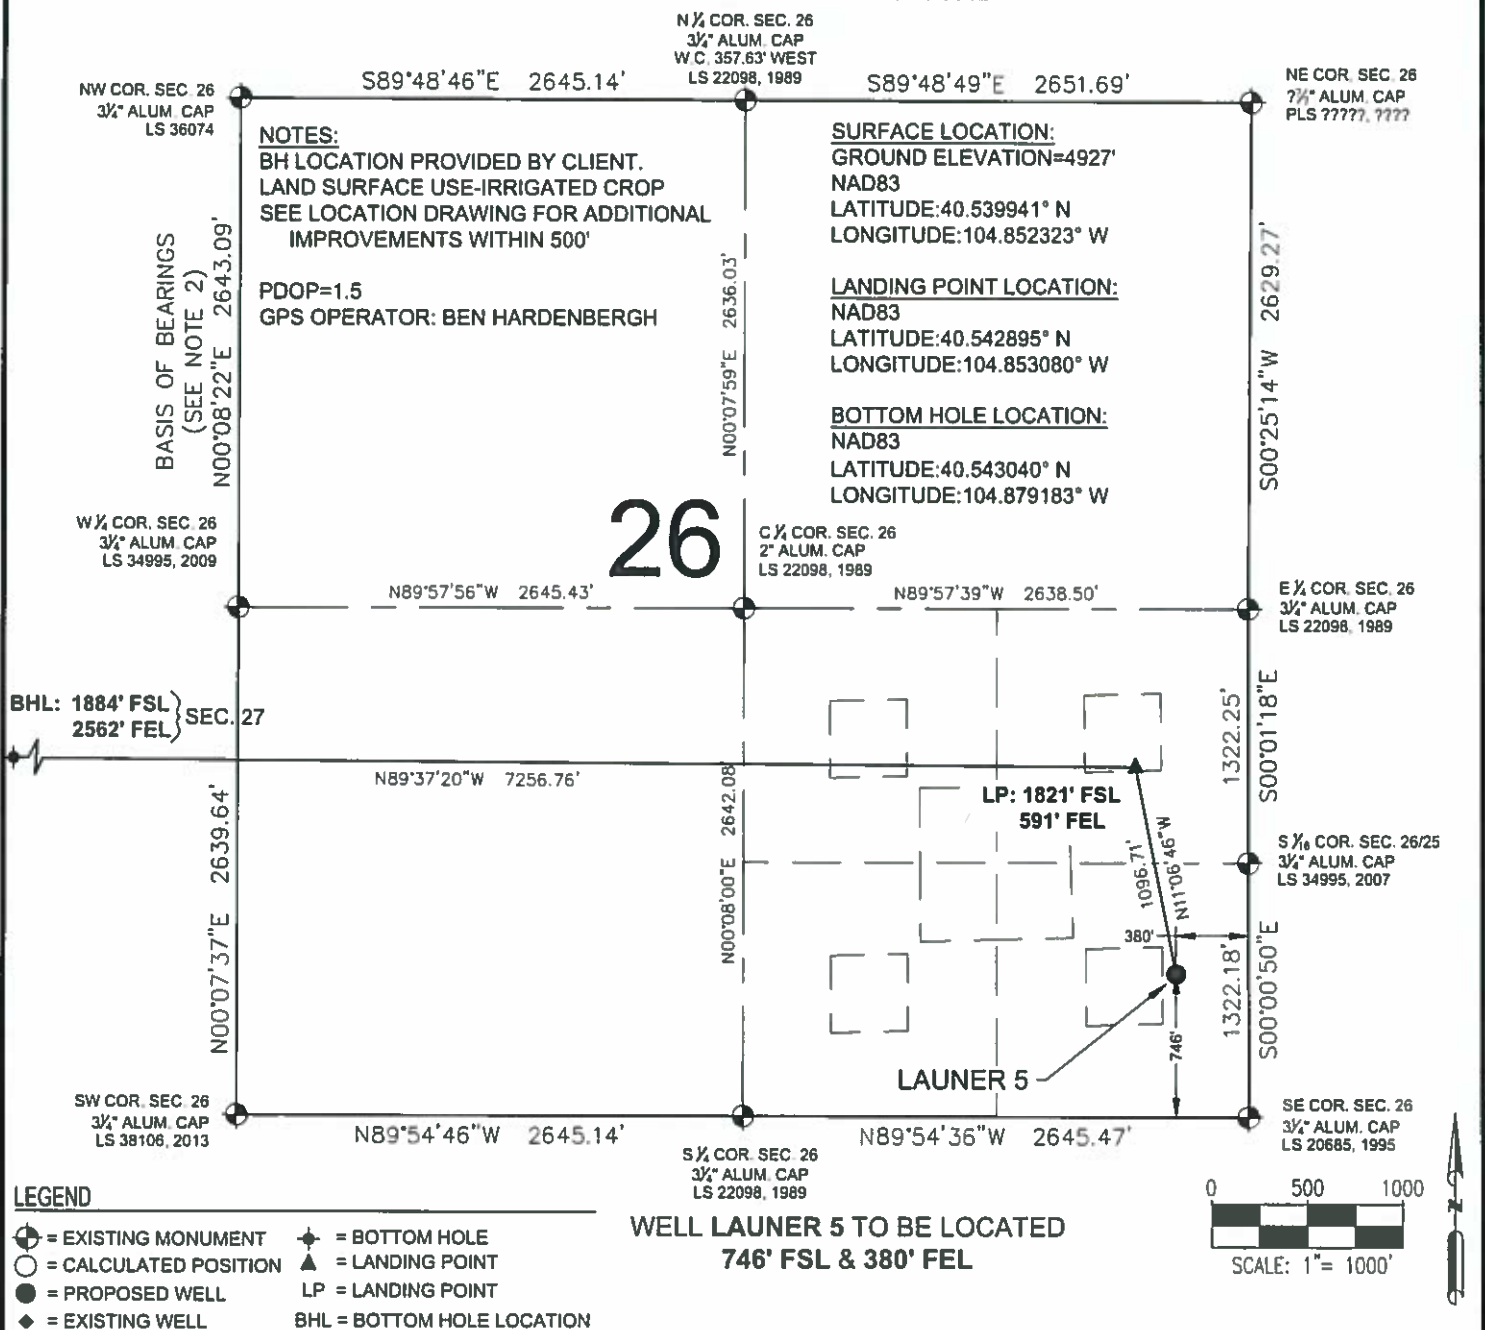 N ¼ COR. SEC. 26
3¼" ALUM. CAP
W.C. 357.63' WEST
LS 22098, 1989
NW COR. SEC. 26
3¼" ALUM. CAP
LS 36074
S89°48'46"E 2645.14'
S89°48'49"E 2651.69'
NE COR. SEC. 26
?½" ALUM. CAP
PLS ?????, ????
NOTES:
BH LOCATION PROVIDED BY CLIENT.
LAND SURFACE USE-IRRIGATED CROP
SEE LOCATION DRAWING FOR ADDITIONAL
IMPROVEMENTS WITHIN 500'
PDOP=1.5
GPS OPERATOR: BEN HARDENBERGH
SURFACE LOCATION:
GROUND ELEVATION=4927'
NAD83
LATITUDE:40.539941° N
LONGITUDE:104.852323° W
LANDING POINT LOCATION:
NAD83
LATITUDE:40.542895° N
LONGITUDE:104.853080° W
BOTTOM HOLE LOCATION:
NAD83
LATITUDE:40.543040° N
LONGITUDE:104.879183° W
BASIS OF BEARINGS
(SEE NOTE 2)
N00°08'22"E 2643.09'
N00°07'59"E 2636.03'
S00°25'14"W 2629.27'
W ¼ COR. SEC. 26
3¼" ALUM. CAP
LS 34995, 2009
26
C ¼ COR. SEC. 26
2" ALUM. CAP
LS 22098, 1989
N89°57'56"W 2645.43'
N89°57'39"W 2638.50'
E ¼ COR. SEC. 26
3¼" ALUM. CAP
LS 22098, 1989
BHL: 1884' FSL
2562' FEL
SEC. 27
N89°37'20"W 7256.76'
LP: 1821' FSL
591' FEL
1322.25'
S00°01'18"E
N00°07'37"E 2639.64'
N00°08'00"E 2642.08'
1096.71'
N11°06'46"W
S 1/16 COR. SEC. 26/25
3¼" ALUM. CAP
LS 34995, 2007
380'
1322.18'
S00°00'50"E
746'
LAUNER 5
SW COR. SEC. 26
3¼" ALUM. CAP
LS 38106, 2013
N89°54'46"W 2645.14'
N89°54'36"W 2645.47'
SE COR. SEC. 26
3¼" ALUM. CAP
LS 20685, 1995
S ¼ COR. SEC. 26
3¼" ALUM. CAP
LS 22098, 1989
LEGEND
= EXISTING MONUMENT
= BOTTOM HOLE
= CALCULATED POSITION
= LANDING POINT
= PROPOSED WELL
LP = LANDING POINT
= EXISTING WELL
BHL = BOTTOM HOLE LOCATION
WELL LAUNER 5 TO BE LOCATED
746' FSL & 380' FEL
0 500 1000
SCALE: 1"= 1000'
N